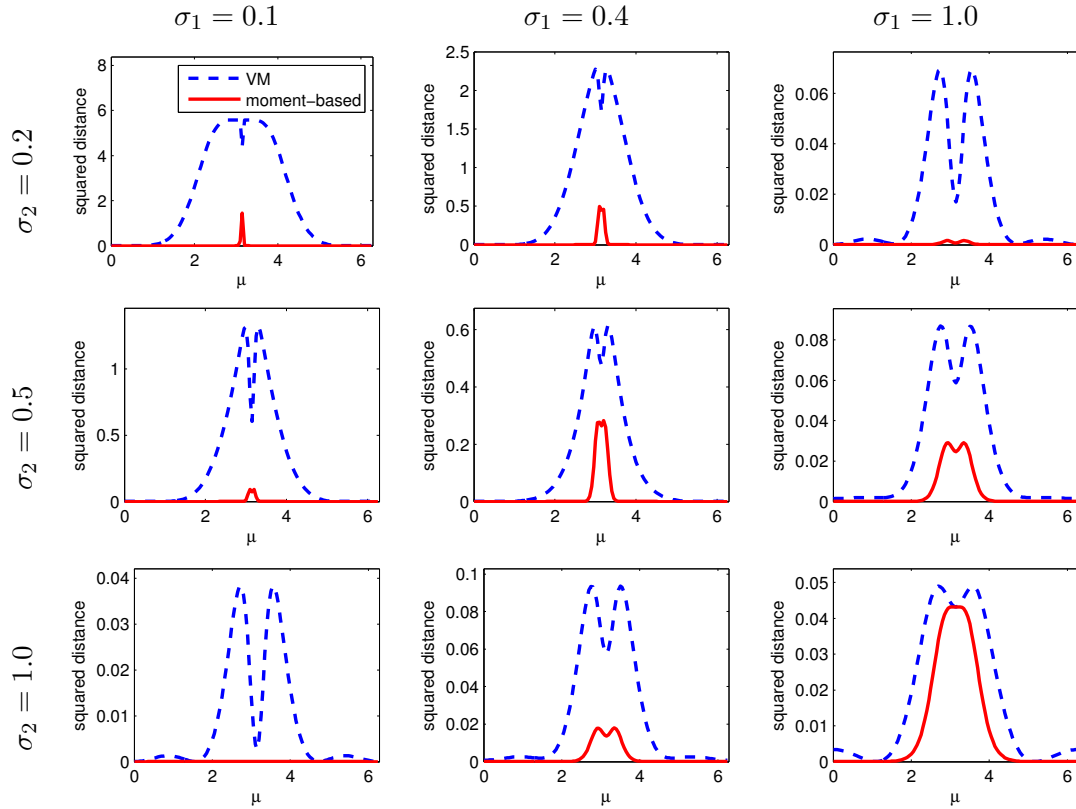 σ₁ = 0.1
σ₁ = 0.4
σ₁ = 1.0
σ₂ = 0.2
squared distance
8
6
4
2
0
0 2 4 6
μ
VM
moment−based
squared distance
2.5
2
1.5
1
0.5
0
0 2 4 6
μ
squared distance
0.06
0.04
0.02
0
0 2 4 6
μ
σ₂ = 0.5
squared distance
1
0.5
0
0 2 4 6
μ
squared distance
0.6
0.4
0.2
0
0 2 4 6
μ
squared distance
0.08
0.06
0.04
0.02
0
0 2 4 6
μ
σ₂ = 1.0
squared distance
0.04
0.03
0.02
0.01
0
0 2 4 6
μ
squared distance
0.1
0.08
0.06
0.04
0.02
0
0 2 4 6
μ
squared distance
0.05
0.04
0.03
0.02
0.01
0
0 2 4 6
μ